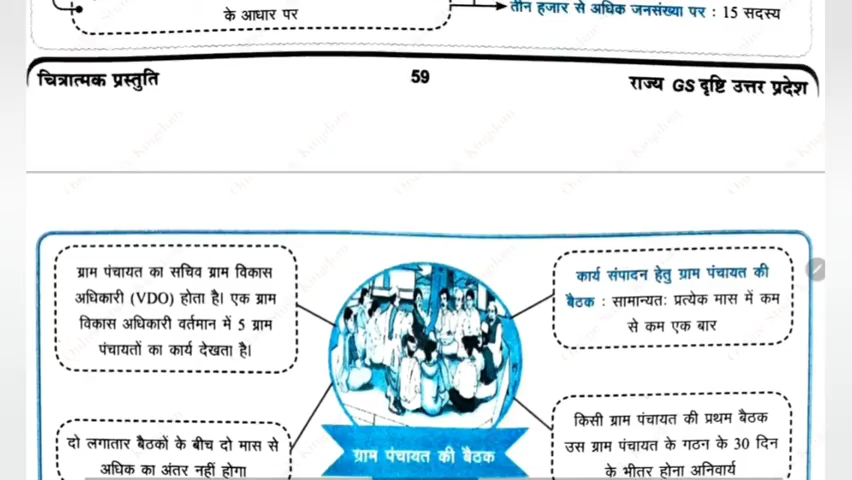 के आधार पर
तीन हजार से अधिक जनसंख्या पर : 15 सदस्य
चित्रात्मक प्रस्तुति
59
राज्य GS दृष्टि उत्तर प्रदेश
ग्राम पंचायत का सचिव ग्राम विकास
अधिकारी (VDO) होता है। एक ग्राम
विकास अधिकारी वर्तमान में 5 ग्राम
पंचायतों का कार्य देखता है।
कार्य संपादन हेतु ग्राम पंचायत की
बैठक : सामान्यतः प्रत्येक मास में कम
से कम एक बार
दो लगातार बैठकों के बीच दो मास से
अधिक का अंतर नहीं होगा
ग्राम पंचायत की बैठक
किसी ग्राम पंचायत की प्रथम बैठक
उस ग्राम पंचायत के गठन के 30 दिन
के भीतर होना अनिवार्य